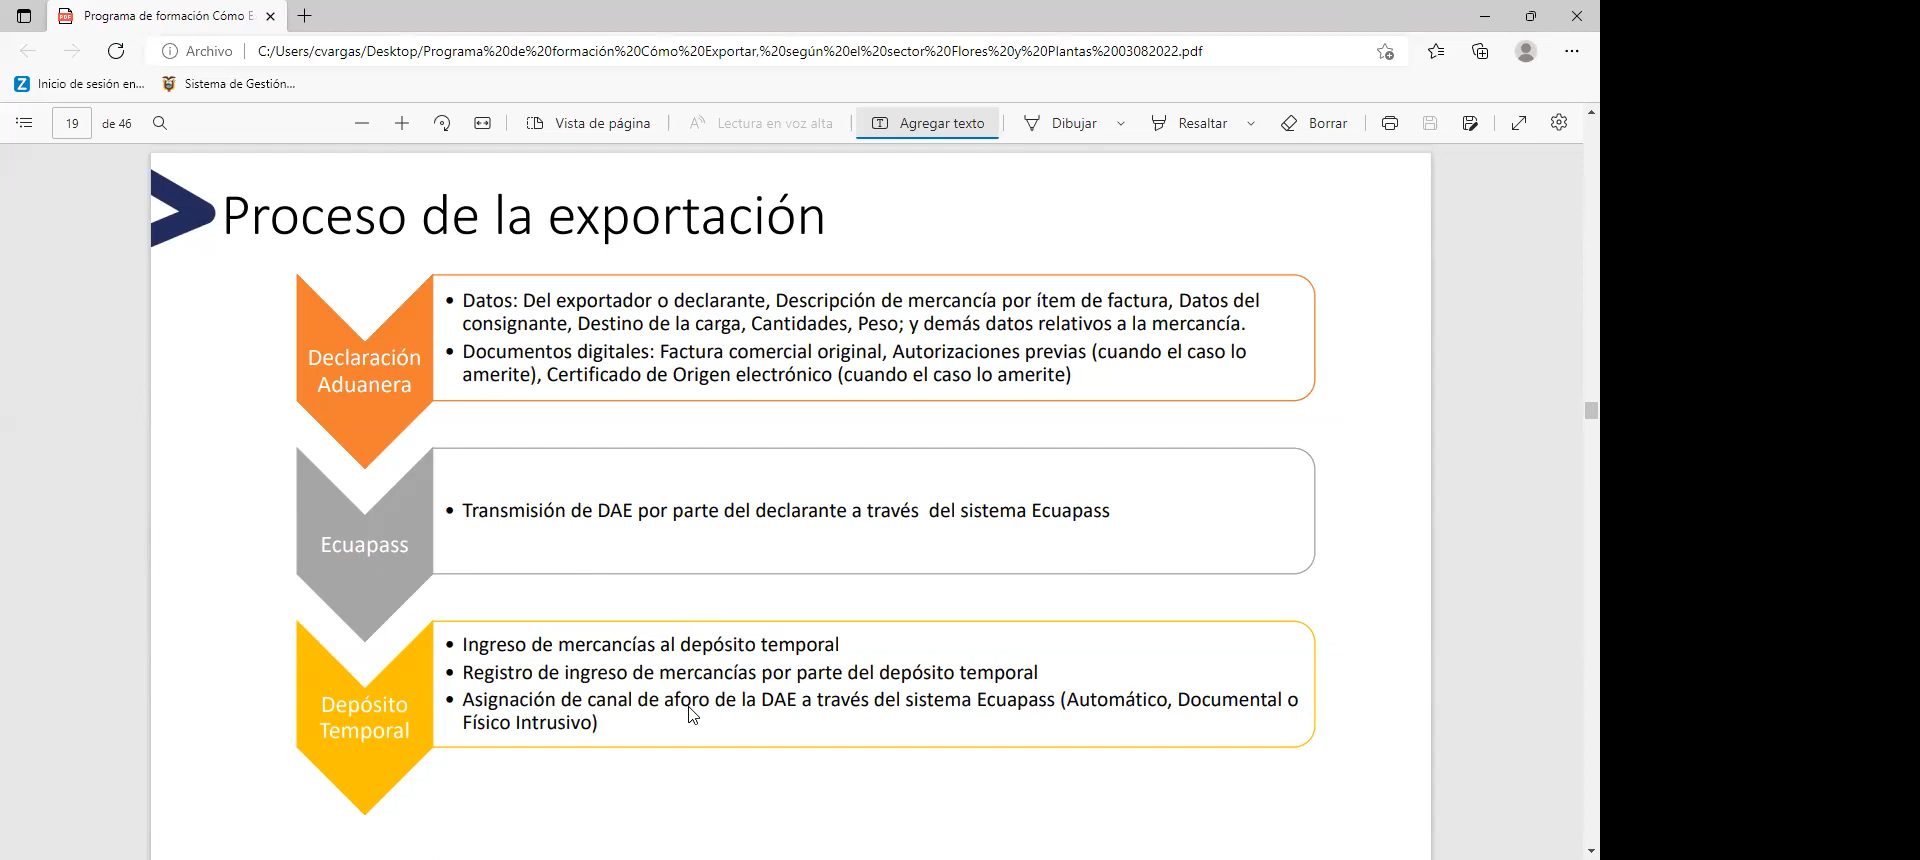 Programa de formación Cómo E
Archivo
C:/Users/cvargas/Desktop/Programa%20de%20formación%20Cómo%20Exportar,%20según%20el%20sector%20Flores%20y%20Plantas%2003082022.pdf
Inicio de sesión en...
Sistema de Gestión...
19 de 46
Vista de página
Lectura en voz alta
Agregar texto
Dibujar
Resaltar
Borrar
Proceso de la exportación
Declaración
Aduanera
• Datos: Del exportador o declarante, Descripción de mercancía por ítem de factura, Datos del
consignante, Destino de la carga, Cantidades, Peso; y demás datos relativos a la mercancía.
• Documentos digitales: Factura comercial original, Autorizaciones previas (cuando el caso lo
amerite), Certificado de Origen electrónico (cuando el caso lo amerite)
Ecuapass
• Transmisión de DAE por parte del declarante a través  del sistema Ecuapass
Depósito
Temporal
• Ingreso de mercancías al depósito temporal
• Registro de ingreso de mercancías por parte del depósito temporal
• Asignación de canal de aforo de la DAE a través del sistema Ecuapass (Automático, Documental o
Físico Intrusivo)